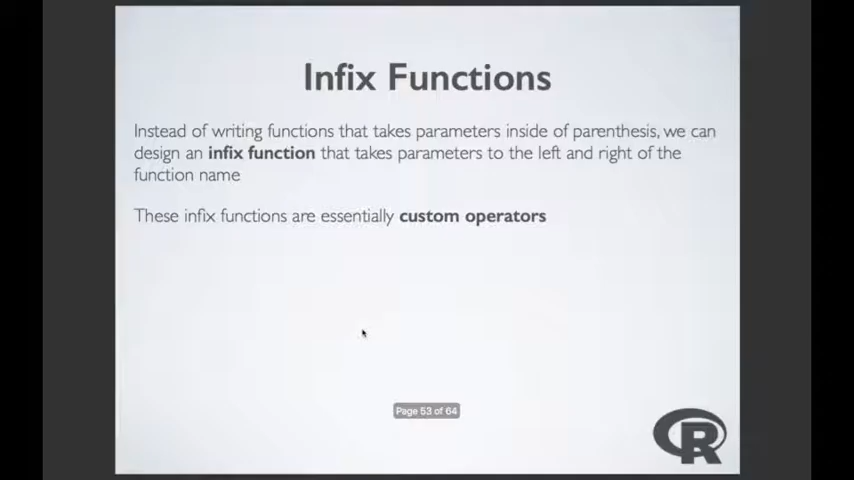 Infix Functions
Instead of writing functions that takes parameters inside of parenthesis, we can
design an infix function that takes parameters to the left and right of the
function name
These infix functions are essentially custom operators
Page 53 of 64
R